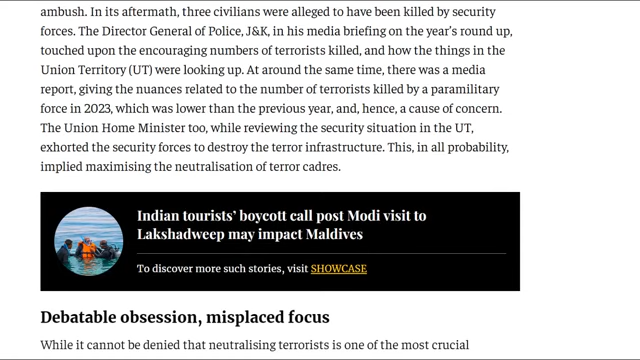 ambush. In its aftermath, three civilians were alleged to have been killed by security
forces. The Director General of Police, J&K, in his media briefing on the year’s round up,
touched upon the encouraging numbers of terrorists killed, and how the things in the
Union Territory (UT) were looking up. At around the same time, there was a media
report, giving the nuances related to the number of terrorists killed by a paramilitary
force in 2023, which was lower than the previous year, and, hence, a cause of concern.
The Union Home Minister too, while reviewing the security situation in the UT,
exhorted the security forces to destroy the terror infrastructure. This, in all probability,
implied maximising the neutralisation of terror cadres.
Indian tourists’ boycott call post Modi visit to
Lakshadweep may impact Maldives
To discover more such stories, visit SHOWCASE
Debatable obsession, misplaced focus
While it cannot be denied that neutralising terrorists is one of the most crucial